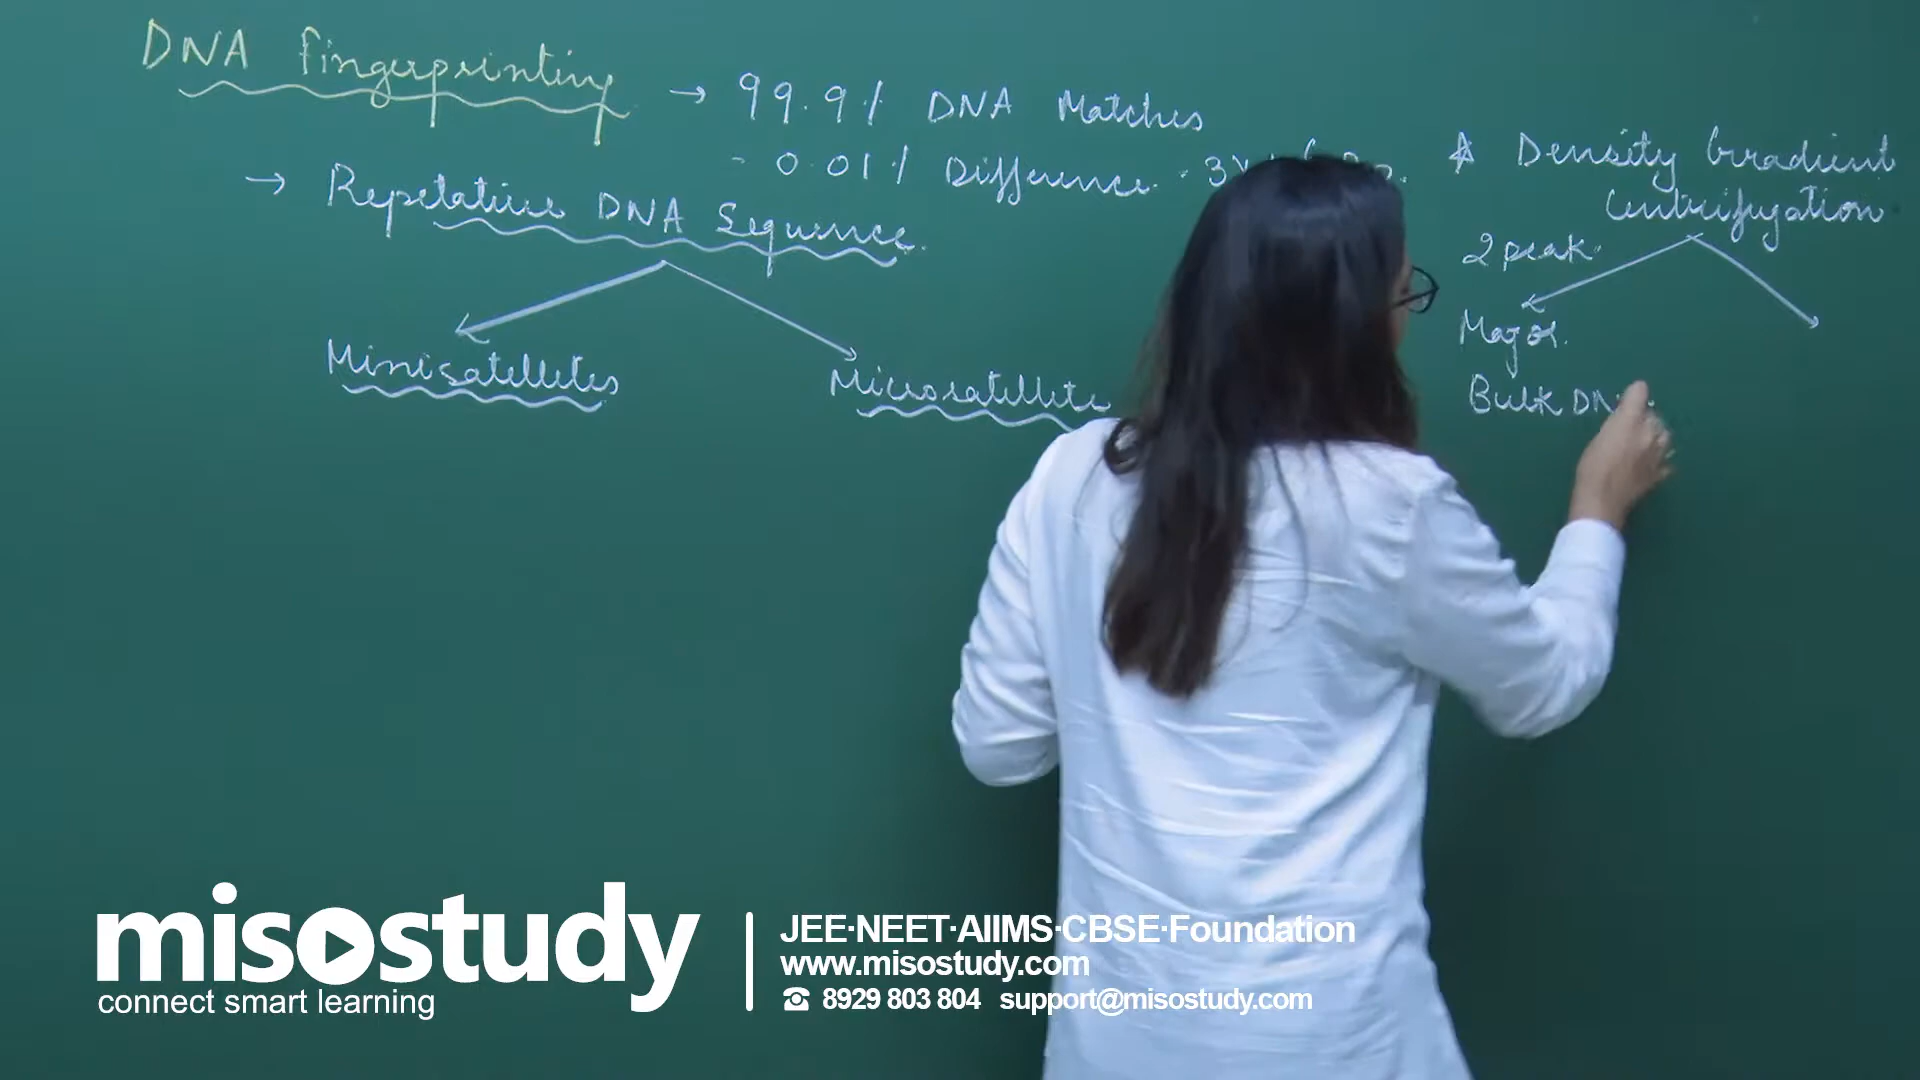 DNA Fingerprinting
→ 99.9% DNA Matches
- 0.01% Difference.
→ Repetative DNA Sequence.
Minisatelletes
Microsatellite
* Density Gradient
Centrifugation
2 peak.
Major.
Bulk
misostudy
connect smart learning
JEE·NEET·AIIMS·CBSE·Foundation
www.misostudy.com
☎ 8929 803 804 support@misostudy.com